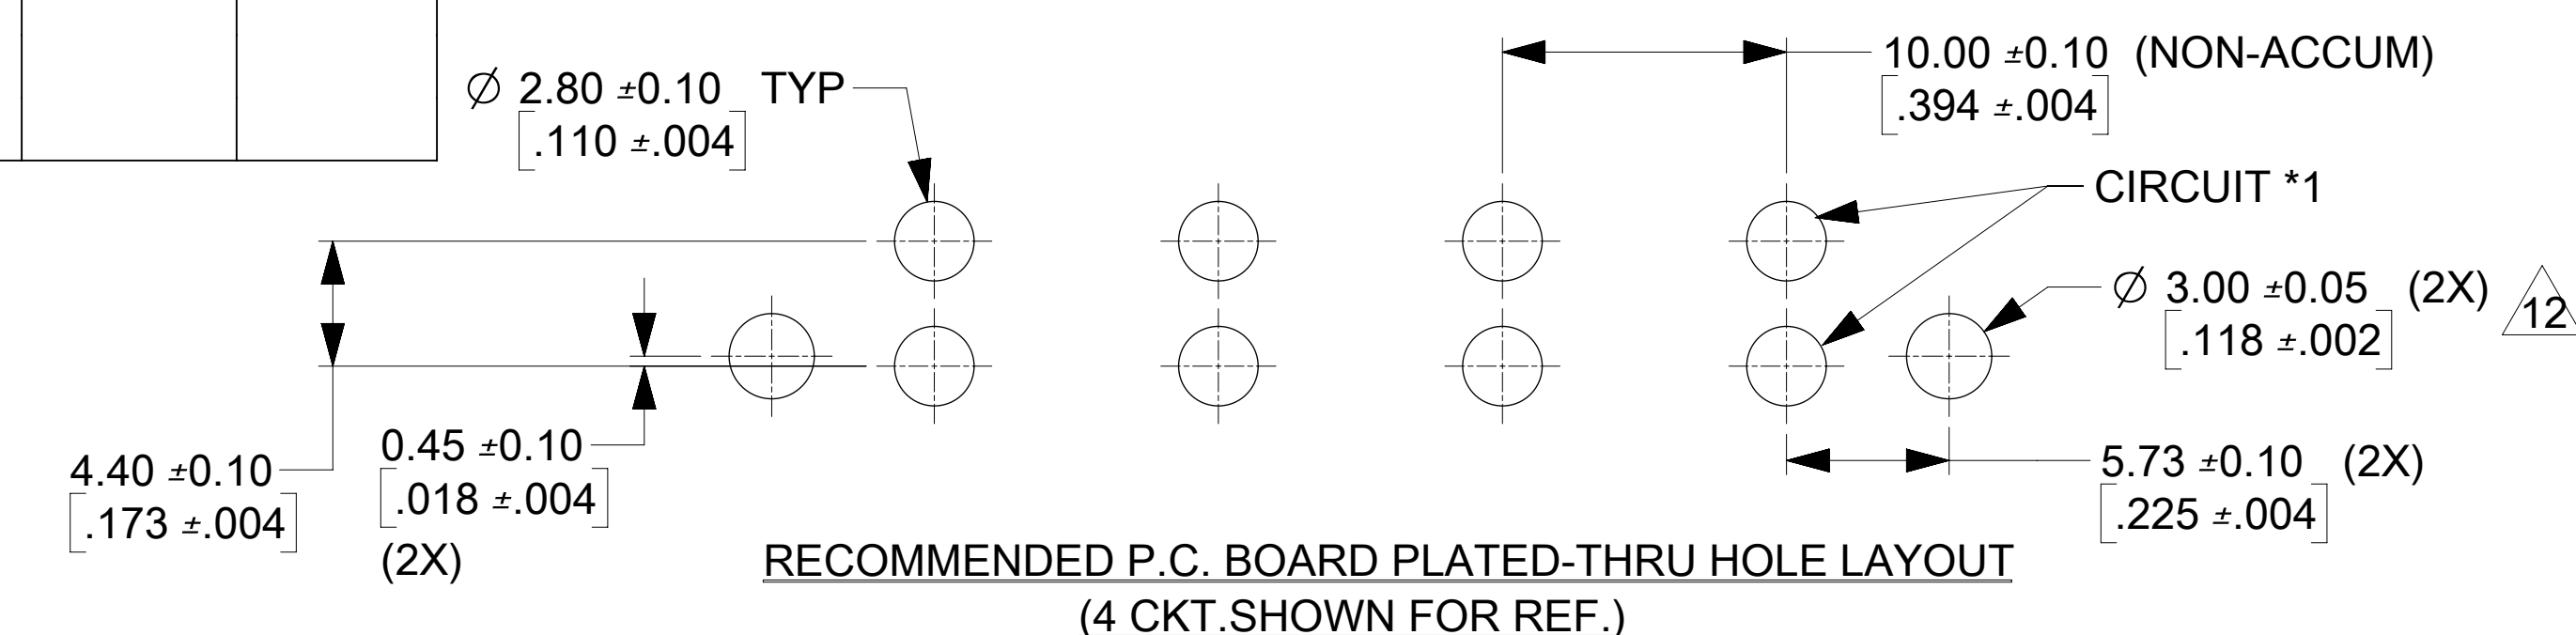 10.00 ±0.10 (NON-ACCUM)
[.394 ±.004]
Ø 2.80 ±0.10 TYP
[.110 ±.004]
CIRCUIT *1
Ø 3.00 ±0.05 (2X) 12
[.118 ±.002]
4.40 ±0.10
[.173 ±.004]
0.45 ±0.10
[.018 ±.004]
(2X)
5.73 ±0.10 (2X)
[.225 ±.004]
RECOMMENDED P.C. BOARD PLATED-THRU HOLE LAYOUT
(4 CKT.SHOWN FOR REF.)